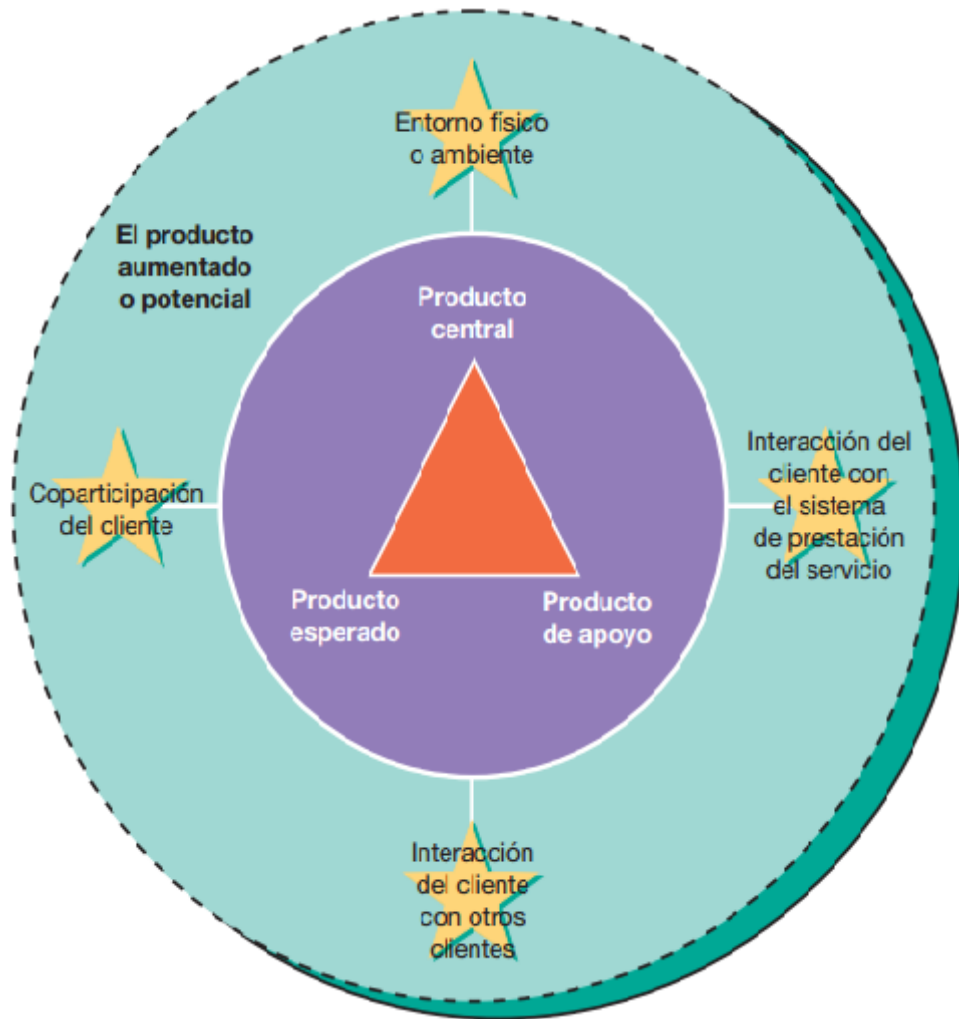 Entorno físico
o ambiente
El producto
aumentado
o potencial
Producto
central
Coparticipación
del cliente
Interacción del
cliente con
el sistema
de prestación
del servicio
Producto
esperado
Producto
de apoyo
Interacción
del cliente
con otros
clientes